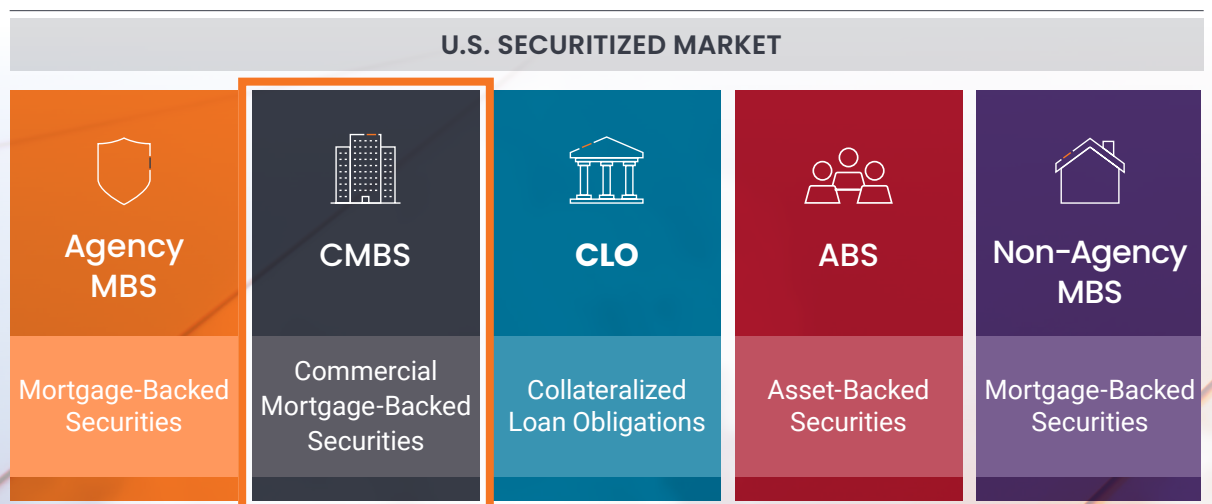 U.S. SECURITIZED MARKET
Agency
MBS
Mortgage-Backed
Securities
CMBS
Commercial
Mortgage-Backed
Securities
CLO
Collateralized
Loan Obligations
ABS
Asset-Backed
Securities
Non-Agency
MBS
Mortgage-Backed
Securities